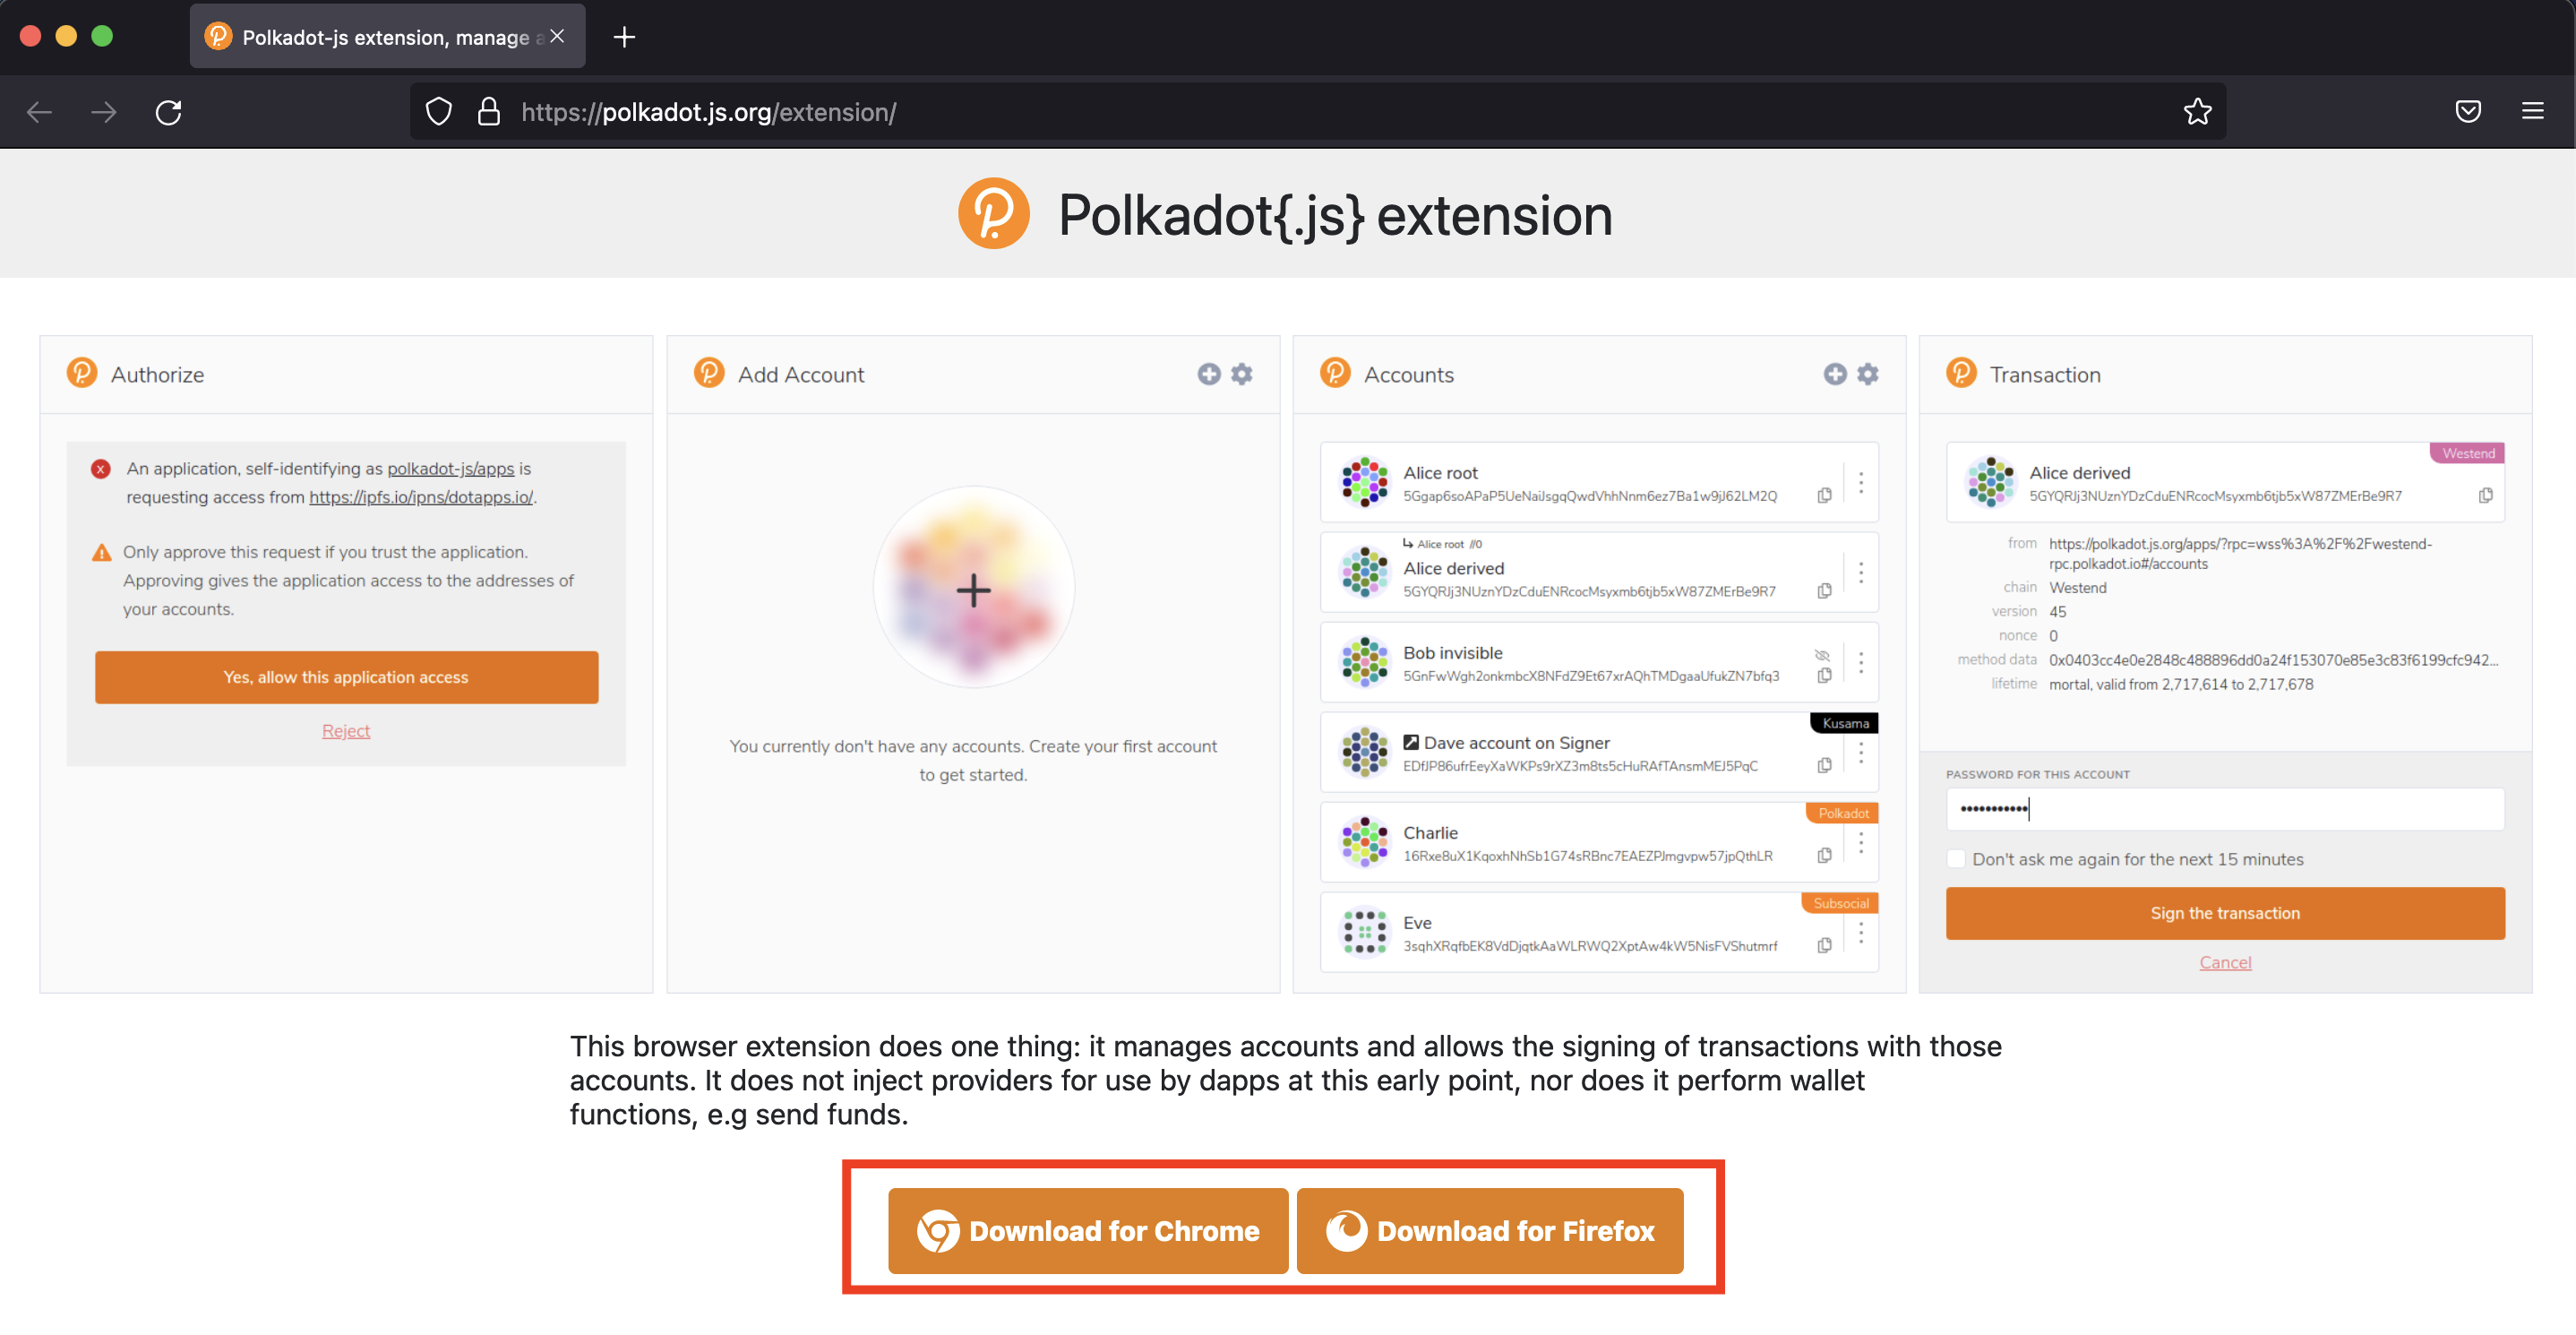 Polkadot-js extension, manage a
https://polkadot.js.org/extension/
Polkadot{.js} extension
Authorize
An application, self-identifying as polkadot-js/apps is
requesting access from https://ipfs.io/ipns/dotapps.io/.
Only approve this request if you trust the application.
Approving gives the application access to the addresses of
your accounts.
Yes, allow this application access
Reject
Add Account
You currently don't have any accounts. Create your first account
to get started.
Accounts
Alice root
5Ggap6soAPaP5UeNaiJsgqQwdVhhNnm6ez7Ba1w9jJ62LM2Q
Alice root //0
Alice derived
5GYQRJj3NUznYDzCduENRcocMsyxmb6tjb5xW87ZMErBe9R7
Bob invisible
5GnFwWgh2onkmbcX8NFdZ9Et67xrAQhTMDgaaUfukZN7bfq3
Kusama
Dave account on Signer
EDfJP86ufrEeyXaWKPs9rXZ3m8ts5cHuRAfTAnsmMEJ5PqC
Polkadot
Charlie
16Rxe8uX1KqoxhNhSb1G74sRBnc7EAEZPJmgvpw57jpQthLR
Subsocial
Eve
3sqhXRqfbEK8VdDjqtkAaWLRWQ2XptAw4kW5NisFVShutmrf
Transaction
Westend
Alice derived
5GYQRJj3NUznYDzCduENRcocMsyxmb6tjb5xW87ZMErBe9R7
from https://polkadot.js.org/apps/?rpc=wss%3A%2F%2Fwestend-
rpc.polkadot.io#/accounts
chain Westend
version 45
nonce 0
method data 0x0403cc4e0e2848c488896dd0a24f153070e85e3c83f6199cfc942...
lifetime mortal, valid from 2,717,614 to 2,717,678
PASSWORD FOR THIS ACCOUNT
•••••••••••
Don't ask me again for the next 15 minutes
Sign the transaction
Cancel
This browser extension does one thing: it manages accounts and allows the signing of transactions with those
accounts. It does not inject providers for use by dapps at this early point, nor does it perform wallet
functions, e.g send funds.
Download for Chrome
Download for Firefox